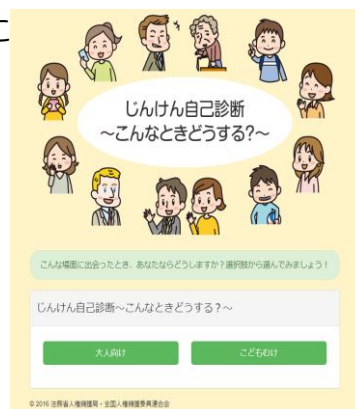 じんけん自己診断
～こんなときどうする?～
こんな場面に出会ったとき、あなたならどうしますか？選択肢から選んでみましょう！
じんけん自己診断～こんなときどうする？～
大人向け
こどもむけ
© 2016 法務省人権擁護局・全国人権擁護委員連合会